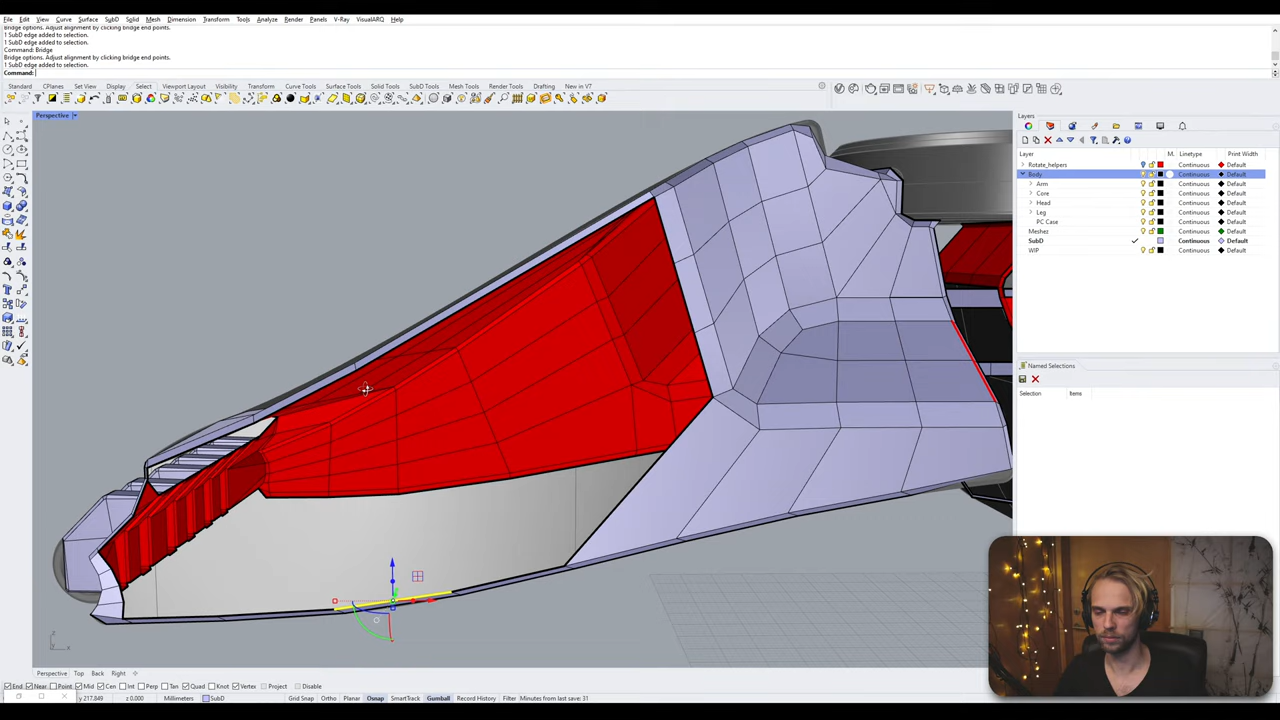 File Edit View Curve Surface SubD Solid Mesh Dimension Transform Tools Analyze Render Panels V-Ray VisualARQ Help
Bridge options. Adjust alignment by clicking bridge end points.
1 SubD edge added to selection.
1 SubD edge added to selection.
Command: Bridge
Bridge options. Adjust alignment by clicking bridge end points.
1 SubD edge added to selection.
Command:
Standard CPlanes Set View Display Select Viewport Layout Visibility Transform Curve Tools Surface Tools Solid Tools SubD Tools Mesh Tools Render Tools Drafting New in V7
Perspective
Layers
Layer M. Linetype Print Width
Rotate_helpers Continuous Default
Body Continuous Default
Arm Continuous Default
Core Continuous Default
Head Continuous Default
Leg Continuous Default
PC Case Continuous Default
Meshez Continuous Default
SubD Continuous Default
WIP Continuous Default
Named Selections
Selection Items
z
y x
Perspective Top Back Right
End Near Point Mid Cen Int Perp Tan Quad Knot Vertex Project Disable
y 217.849 z 0.000 Millimeters SubD Grid Snap Ortho Planar Osnap SmartTrack Gumball Record History Filter Minutes from last save: 31